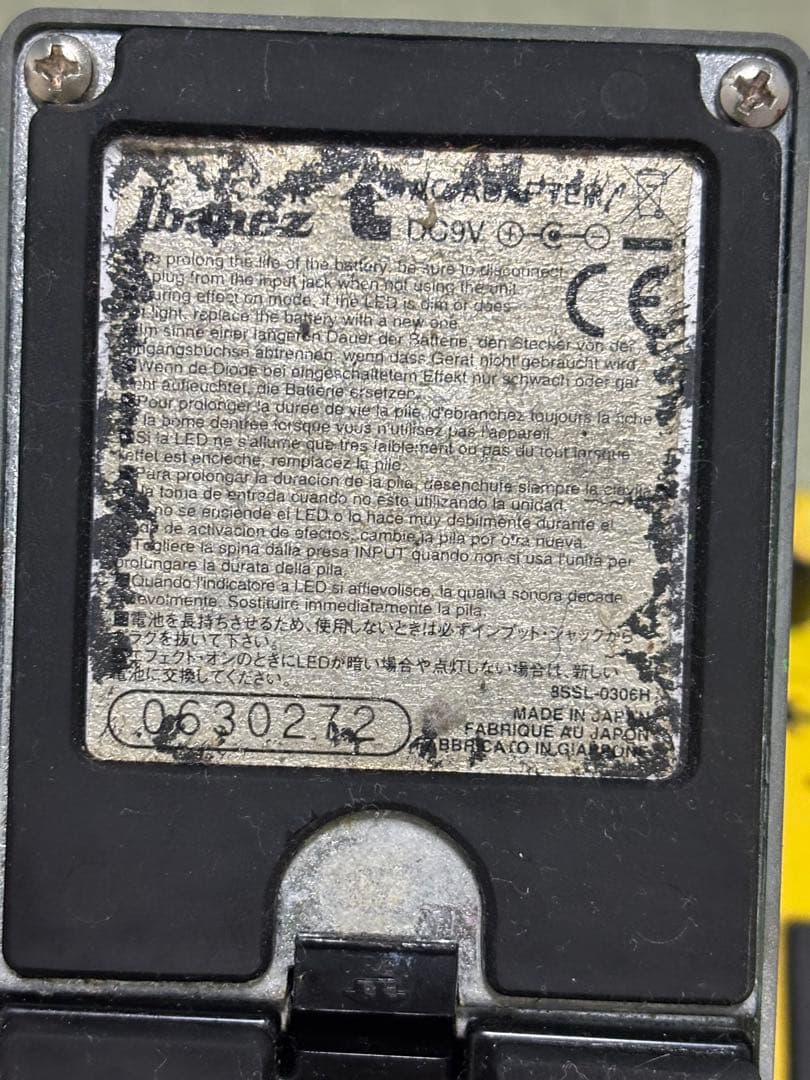 Ibanez
AC ADAPTER
DC9V
CE
prolong the life of the battery, be sure to disconnect
plug from the input jack when not using the unit.
uring effect on mode, if the LED is dim or does
light, replace the battery with a new one.
Im sinne einer längeren Dauer der Batterie, den Stecker von der
ingangsbüchse abtrennen, wenn dass Gerät nicht gebraucht wird.
Wenn de Diode bei eingeschaltetem Effekt nur schwach oder gar
aufleuchtet, die Batterie ersetzen.
Pour prolonger la durée de vie la pile, d'ebranchez toujours la fiche
la borne dentrée lorsque vous n'utilisez pas l'appareil.
Si la LED ne s'allume que très faiblement ou pas du tout lorsque
effet est enclêche, remplacez la pile.
Para prolongar la duración de la pila, desenchufe siempre la clavija
la toma de entrada cuando no esté utilizando la unidad.
no se enciende el LED o lo hace muy débilmente durante el
de activación de efectos, cambie la pila por otra nueva.
Togliere la spina dalla presa INPUT quando non si usa l'unità per
prolungare la durata della pila.
Quando l'indicatore a LED si affievolisce, la qualità sonora decade
evolmente. Sostituire immediatamente la pila.
■電池を長持ちさせるため、使用しないときは必ずインプット・ジャックから
プラグを抜いて下さい。
エフェクト・オンのときにLEDが暗い場合や点灯しない場合は、新しい
電池に交換してください。
8SSL-0306H
0630272
MADE IN JAPAN
FABRIQUE AU JAPON
FABBRICATO IN GIAPPONE